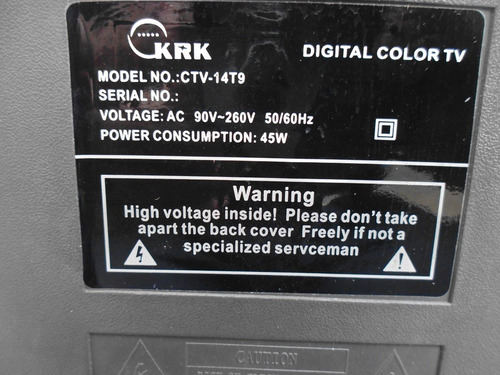 KRK
DIGITAL COLOR TV
MODEL NO.:CTV-14T9
SERIAL NO.:
VOLTAGE: AC 90V~260V 50/60Hz
POWER CONSUMPTION: 45W
Warning
High voltage inside! Please don't take
apart the back cover Freely if not a
specialized servceman
CAUTION